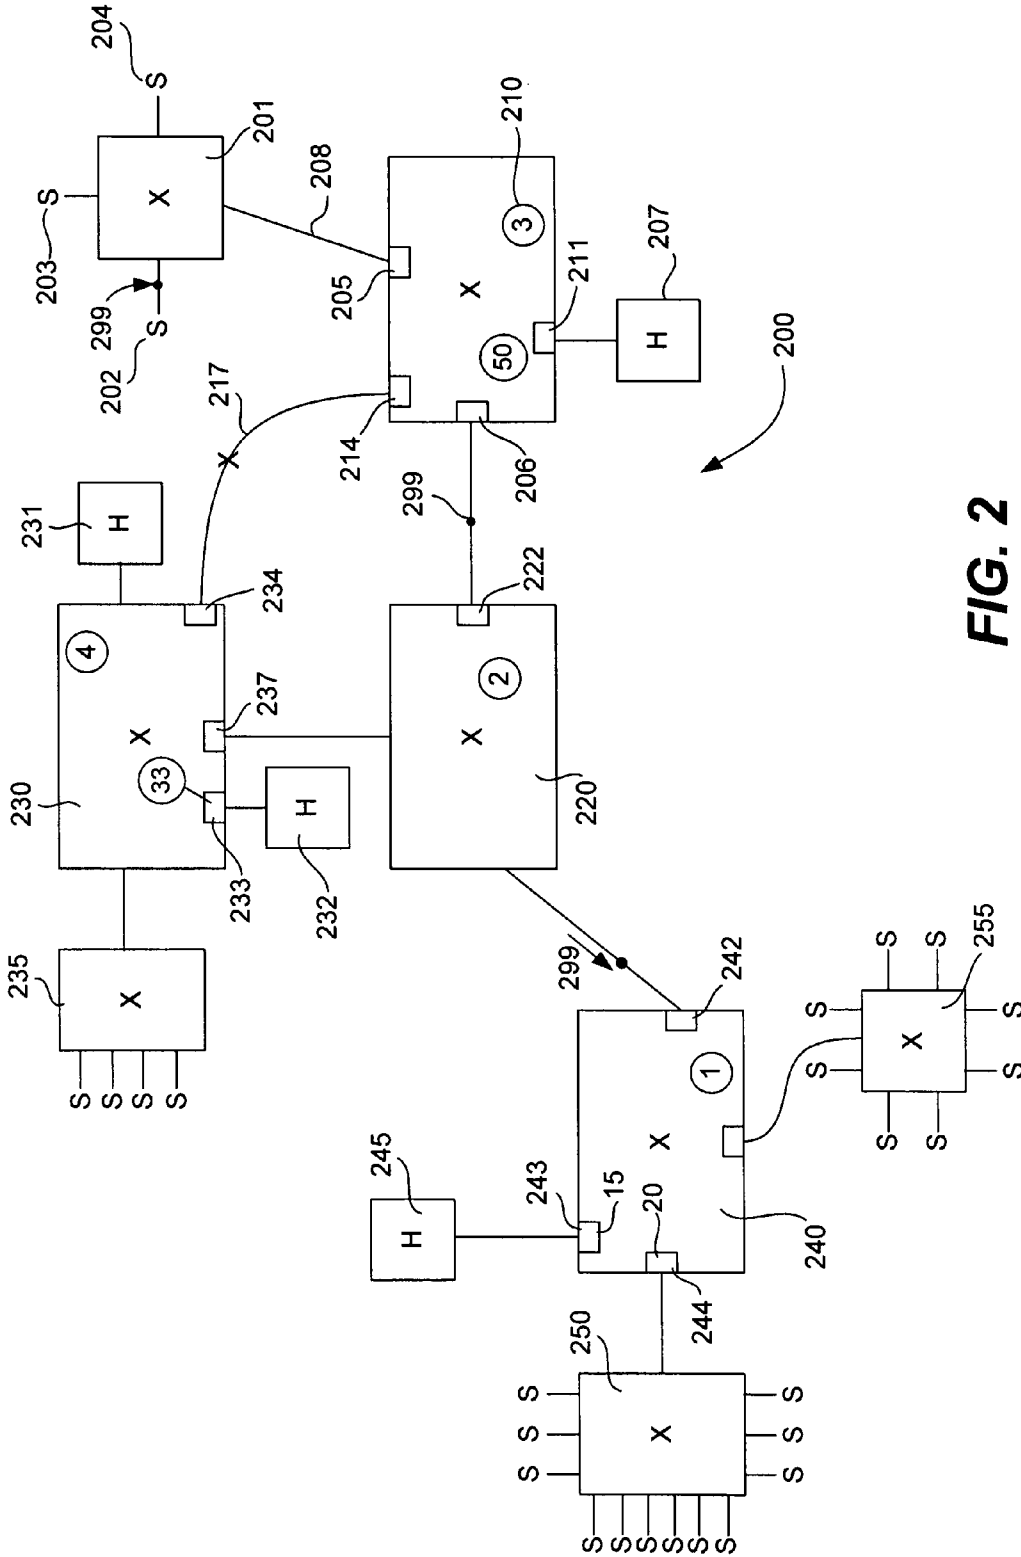 235
S
S
S
S
X
230
X
4
33
233
237
234
H
231
H
232
217
X
S
202
299
S
203
S
204
X
201
208
214
205
X
3
210
50
206
211
H
207
299
222
X
2
220
299
242
245
H
243
15
20
244
X
1
240
250
S
S
S
X
S
S
S
S
S
S
S
S
S
S
S
S
S
X
S
S
S
S
255
200
FIG. 2